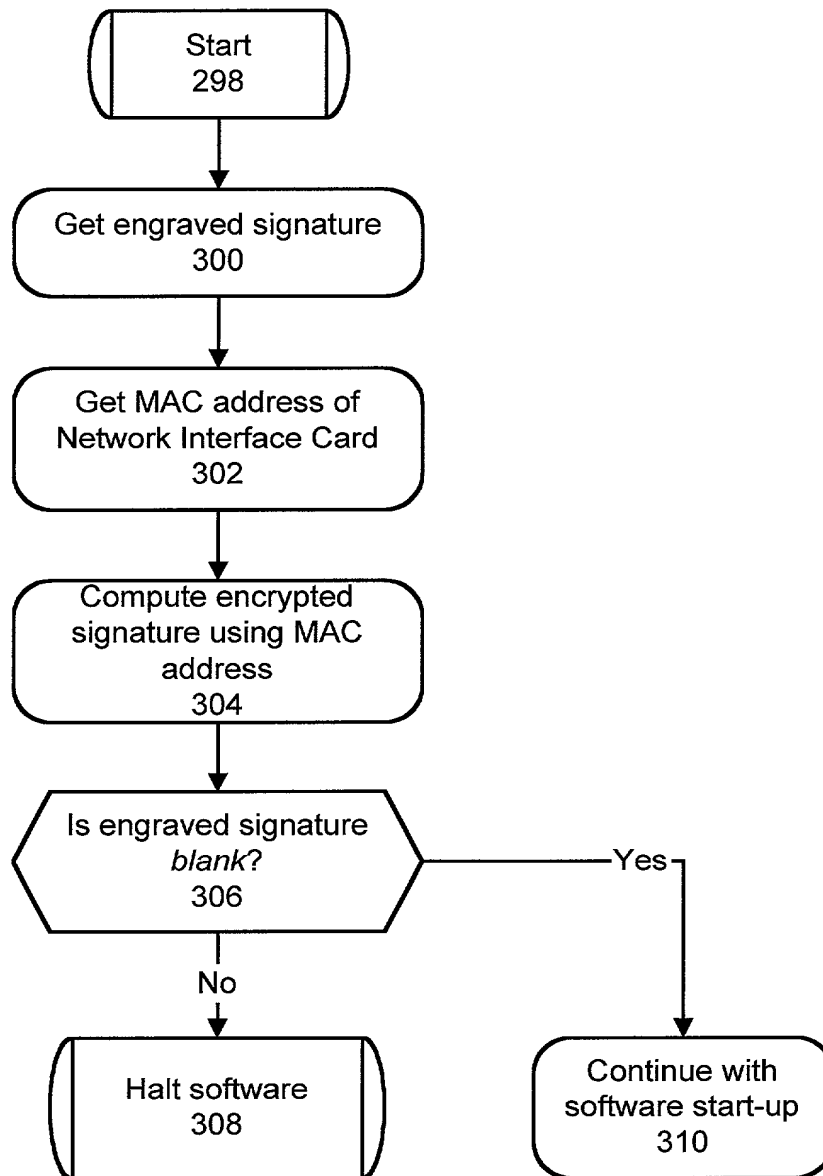 Start
298
Get engraved signature
300
Get MAC address of
Network Interface Card
302
Compute encrypted
signature using MAC
address
304
Is engraved signature
blank?
306
Yes
No
Halt software
308
Continue with
software start-up
310